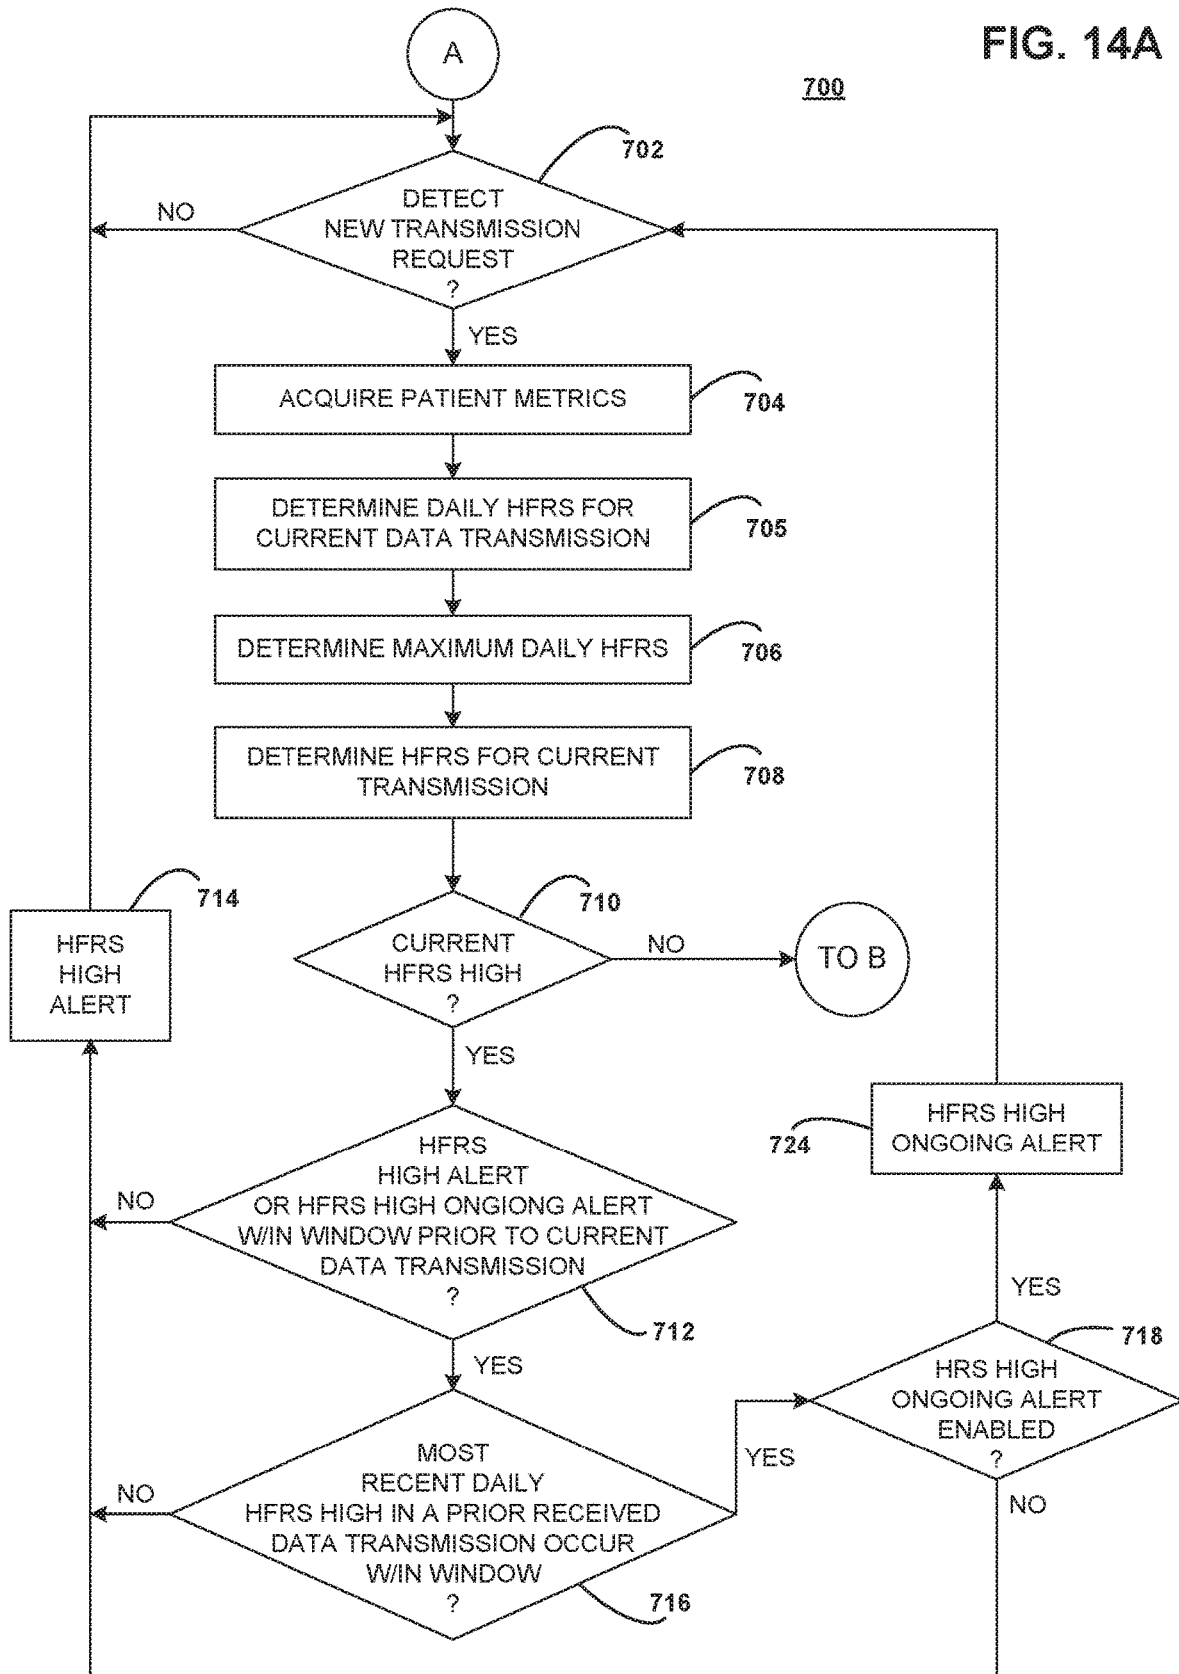 FIG. 14A
A
700
702
DETECT
NEW TRANSMISSION
REQUEST
?
NO
YES
ACQUIRE PATIENT METRICS
704
DETERMINE DAILY HFRS FOR
CURRENT DATA TRANSMISSION
705
DETERMINE MAXIMUM DAILY HFRS
706
DETERMINE HFRS FOR CURRENT
TRANSMISSION
708
714
HFRS
HIGH
ALERT
710
CURRENT
HFRS HIGH
?
NO
TO B
YES
HFRS
HIGH ALERT
OR HFRS HIGH ONGIONG ALERT
W/IN WINDOW PRIOR TO CURRENT
DATA TRANSMISSION
?
NO
712
YES
724
HFRS HIGH
ONGOING ALERT
YES
718
HRS HIGH
ONGOING ALERT
ENABLED
?
NO
MOST
RECENT DAILY
HFRS HIGH IN A PRIOR RECEIVED
DATA TRANSMISSION OCCUR
W/IN WINDOW
?
NO
YES
716